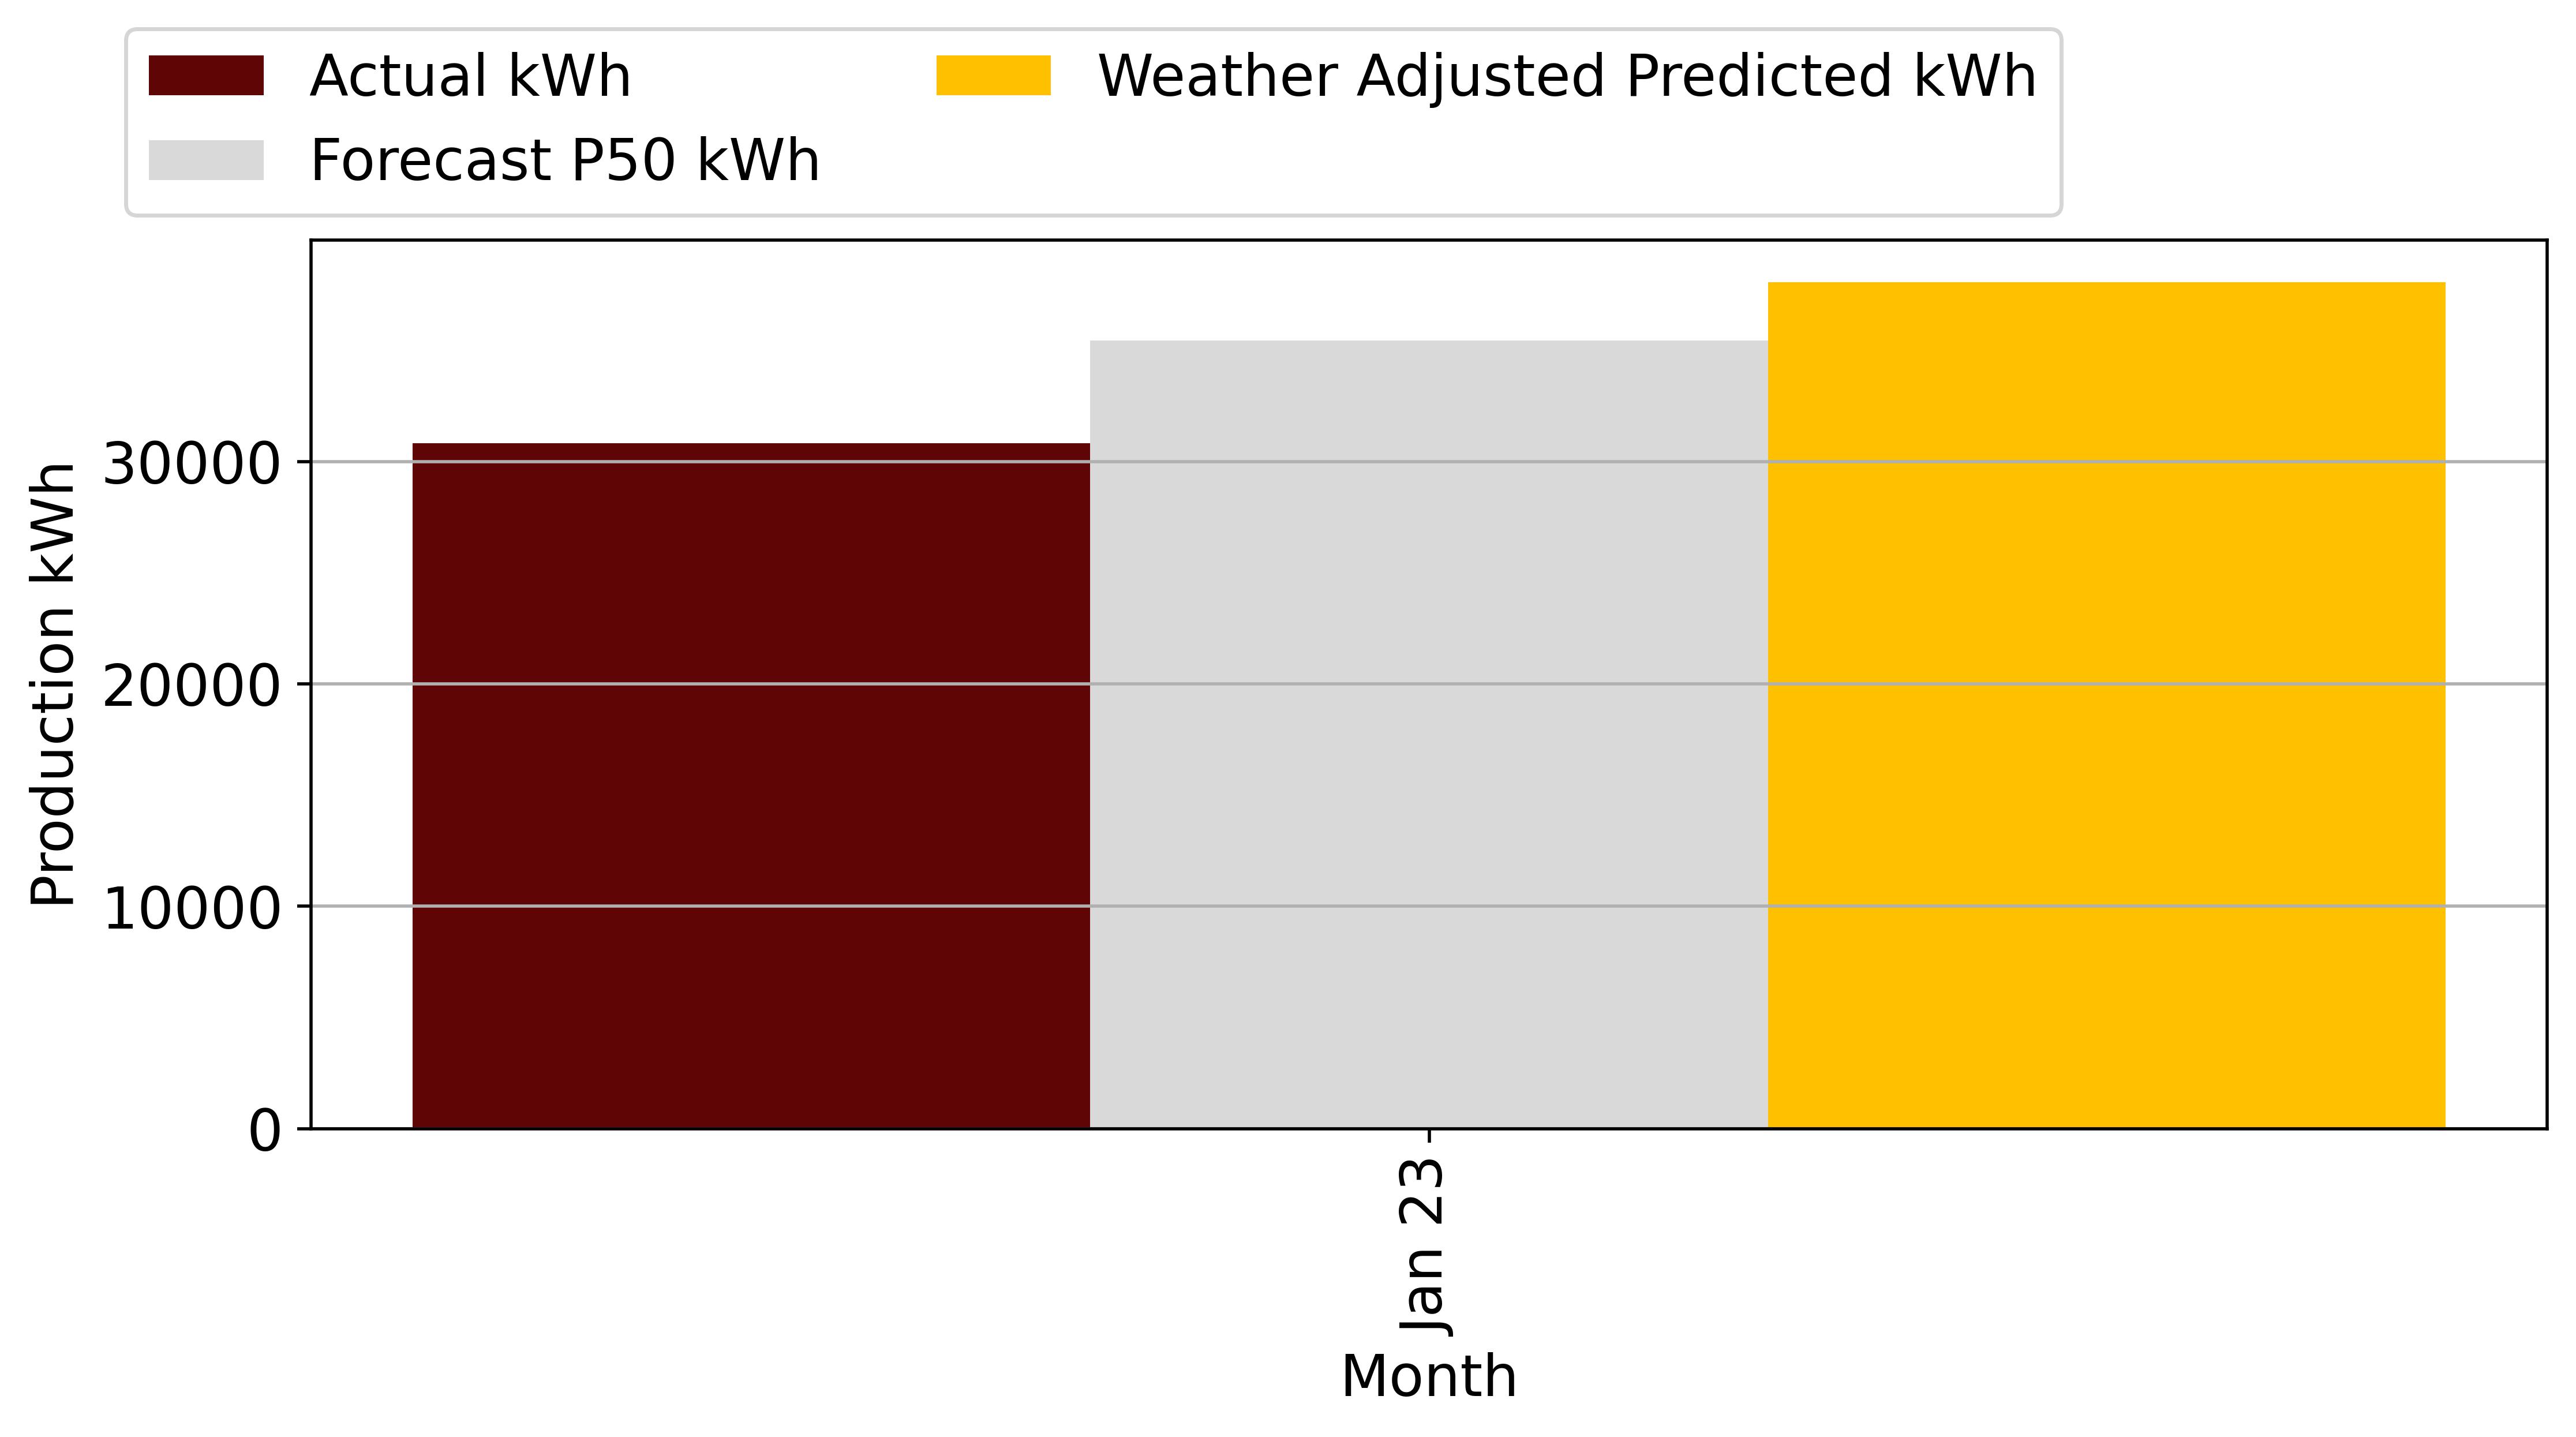 Actual kWh
Forecast P50 kWh
Weather Adjusted Predicted kWh
Production kWh
30000
20000
10000
0
Jan 23
Month